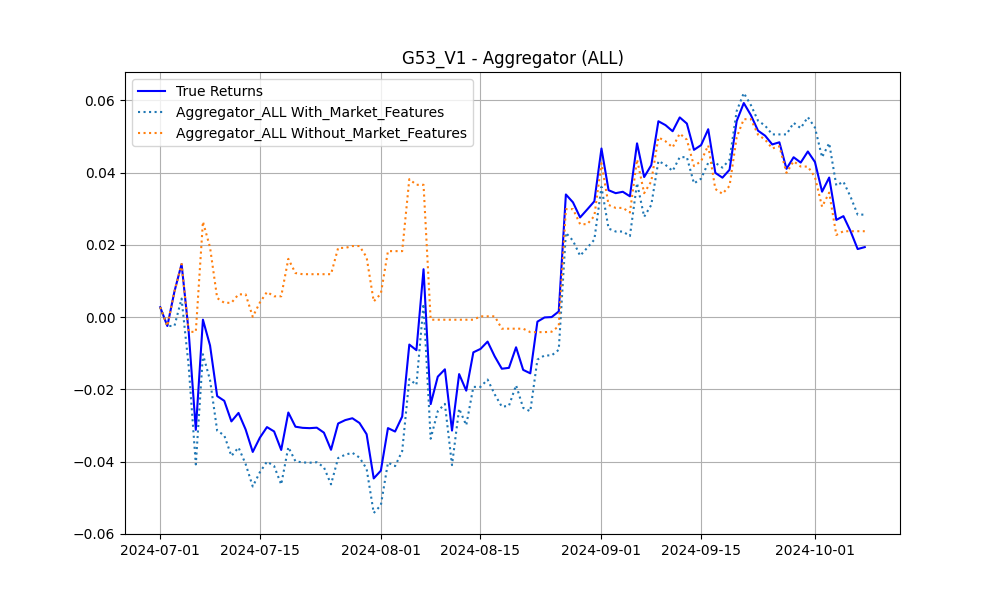 G53_V1 - Aggregator (ALL)
True Returns
Aggregator_ALL With_Market_Features
Aggregator_ALL Without_Market_Features
0.06
0.04
0.02
0.00
−0.02
−0.04
−0.06
2024-07-01 2024-07-15 2024-08-01 2024-08-15 2024-09-01 2024-09-15 2024-10-01